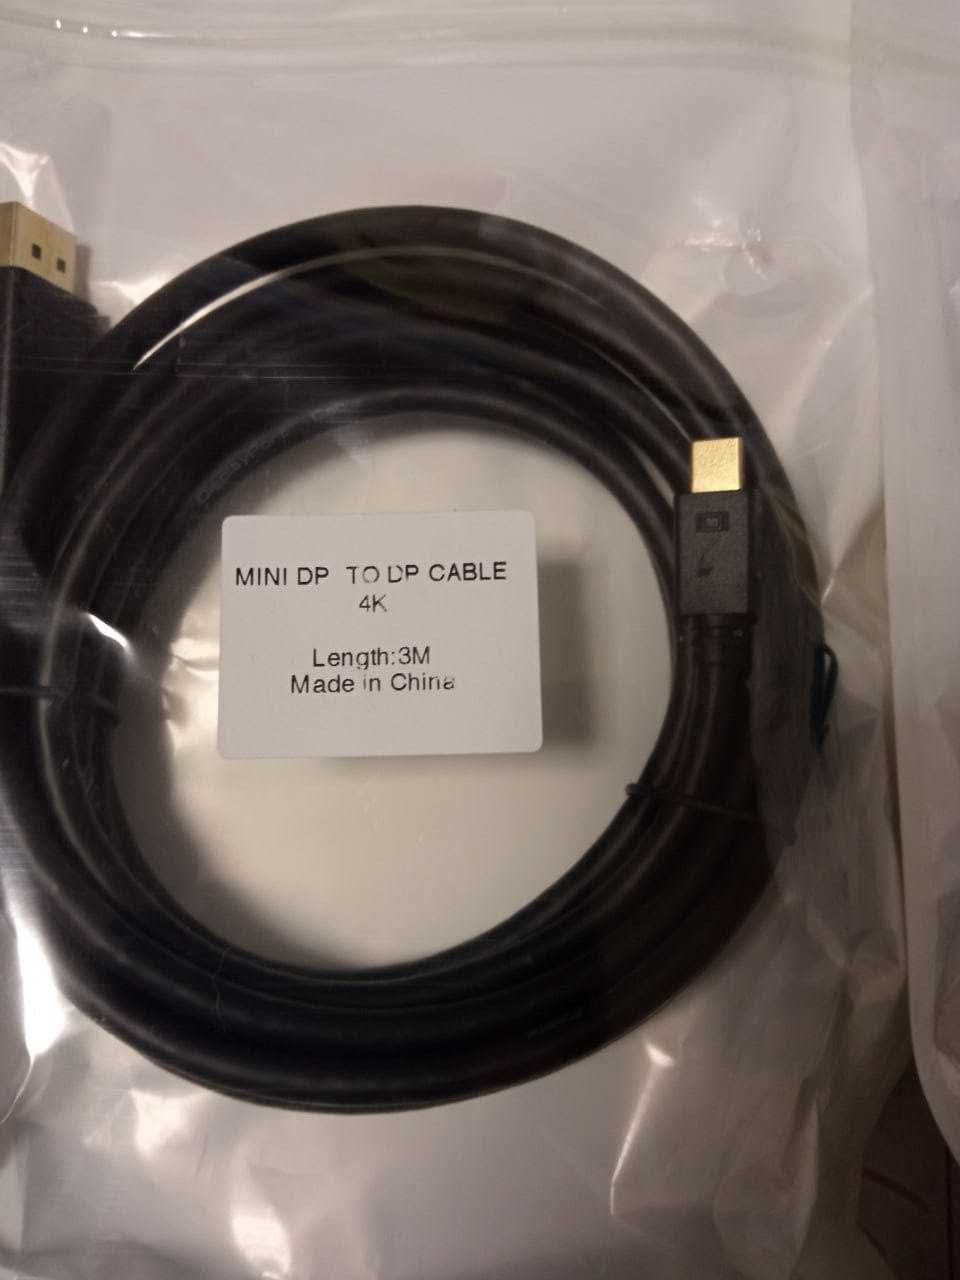 MINI DP TO DP CABLE
4K
Length:3M
Made in China